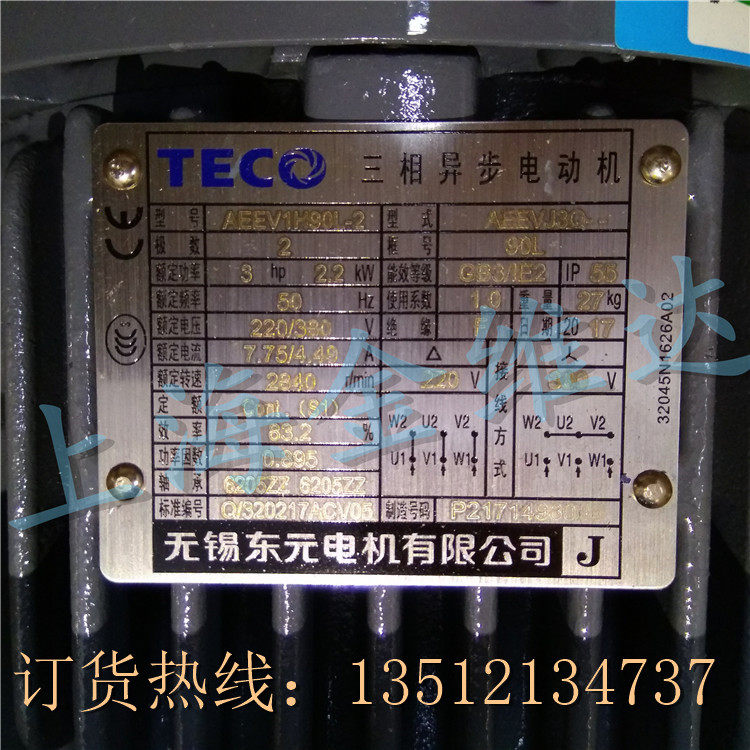 TECO 三相异步电动机
型号 AEEV1H90L-2 型式
极数 2 框号 90L
额定功率 3 hp 2.2 kW 能效等级 GB3/IE2 IP 55
额定频率 50 Hz 使用系数 1.0 重量 27 kg
额定电压 220/380 V 绝缘 F 日期 2017
额定电流 7.75/4.49 A △ 人
额定转速 2840 r/min 220 V 接线方式 V
定额 Cont. (S1)
效率 83.2 %
W2 U2 V2 W2 U2 V2
功率因数 0.895
U1 V1 W1 U1 V1 W1
轴承 6205ZZ 6205ZZ
标准编号 Q/320217ACV05 制造号码
无锡东元电机有限公司 J
32045N1626A02
上海金维达
订货热线：13512134737